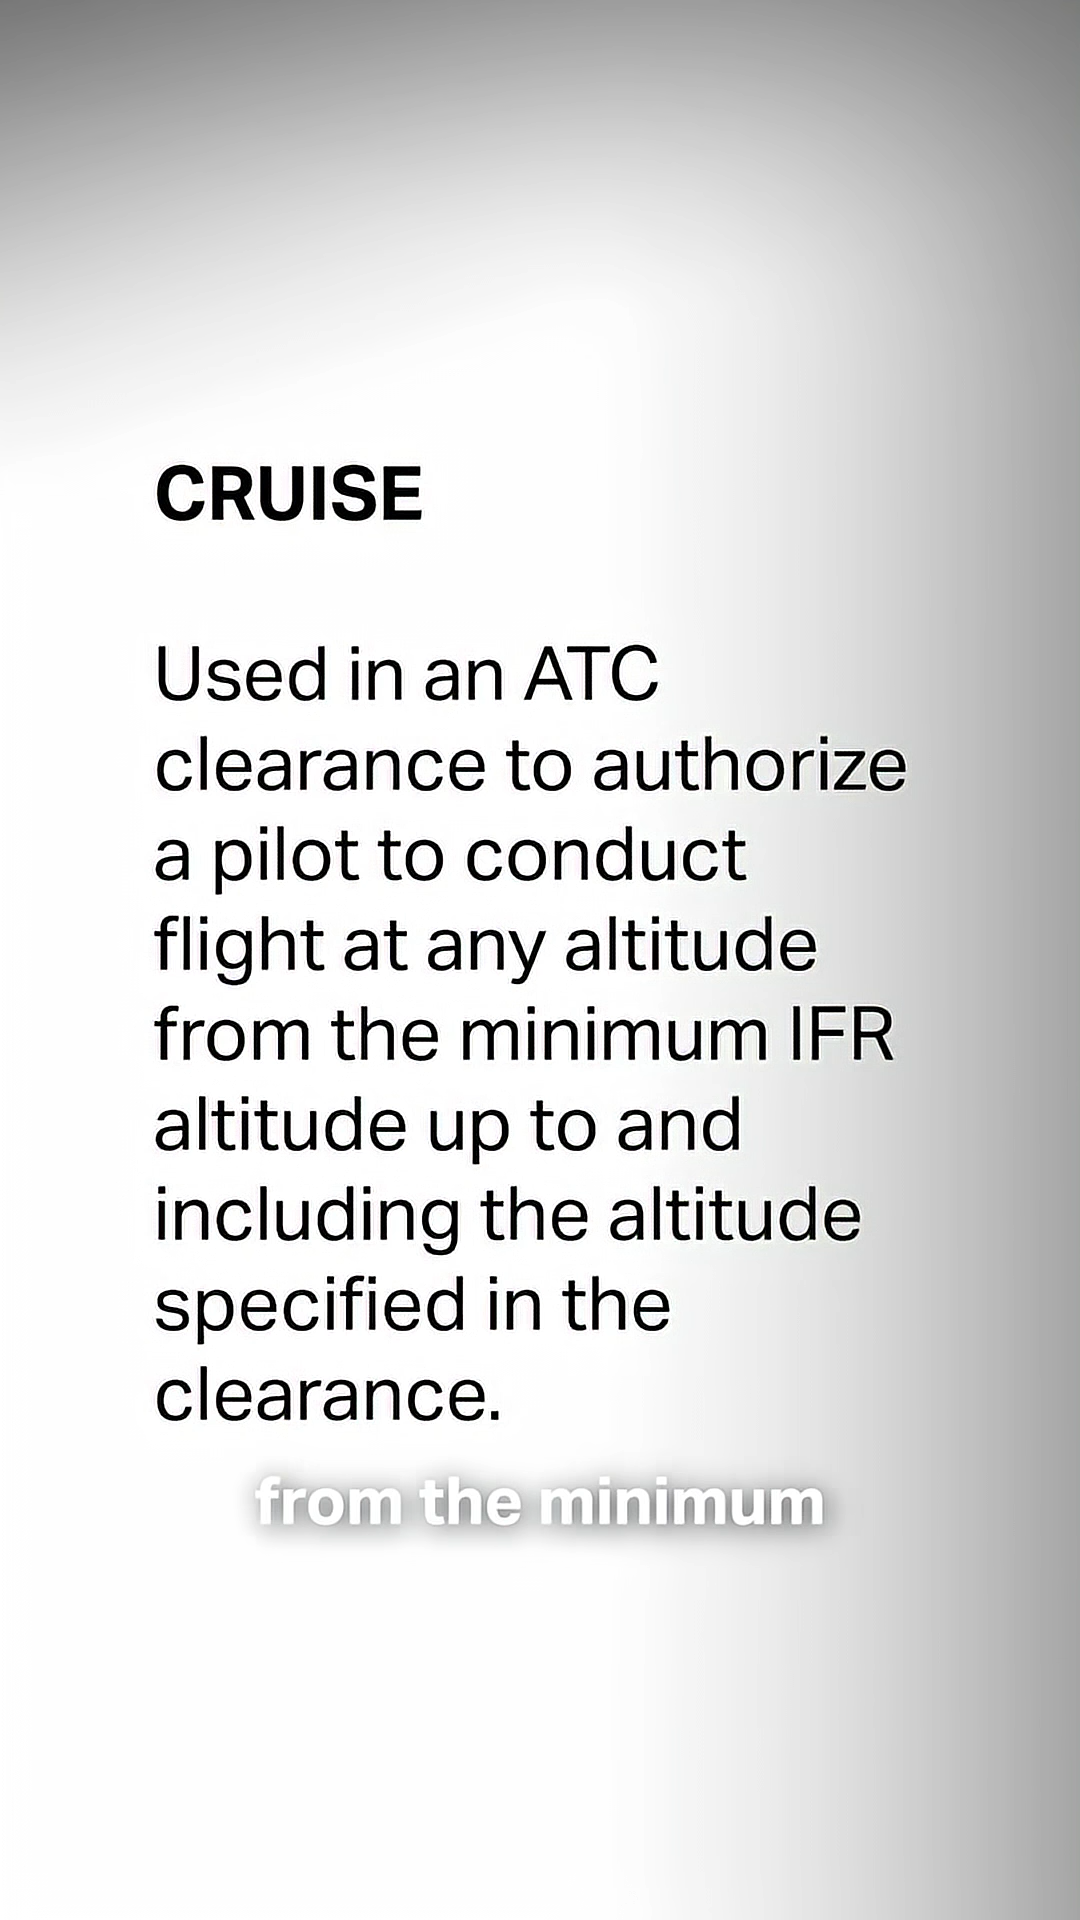 CRUISE
Used in an ATC
clearance to authorize
a pilot to conduct
flight at any altitude
from the minimum IFR
altitude up to and
including the altitude
specified in the
clearance.
from the minimum